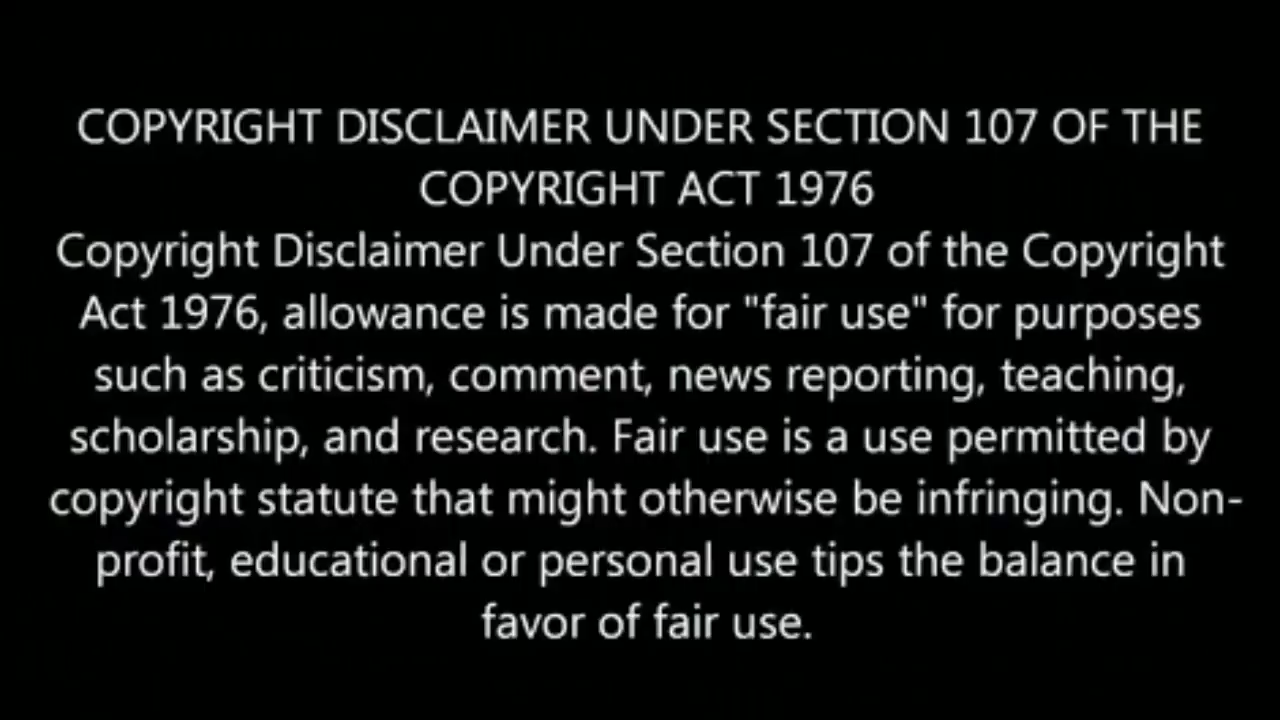 COPYRIGHT DISCLAIMER UNDER SECTION 107 OF THE
COPYRIGHT ACT 1976
Copyright Disclaimer Under Section 107 of the Copyright
Act 1976, allowance is made for "fair use" for purposes
such as criticism, comment, news reporting, teaching,
scholarship, and research. Fair use is a use permitted by
copyright statute that might otherwise be infringing. Non-
profit, educational or personal use tips the balance in
favor of fair use.